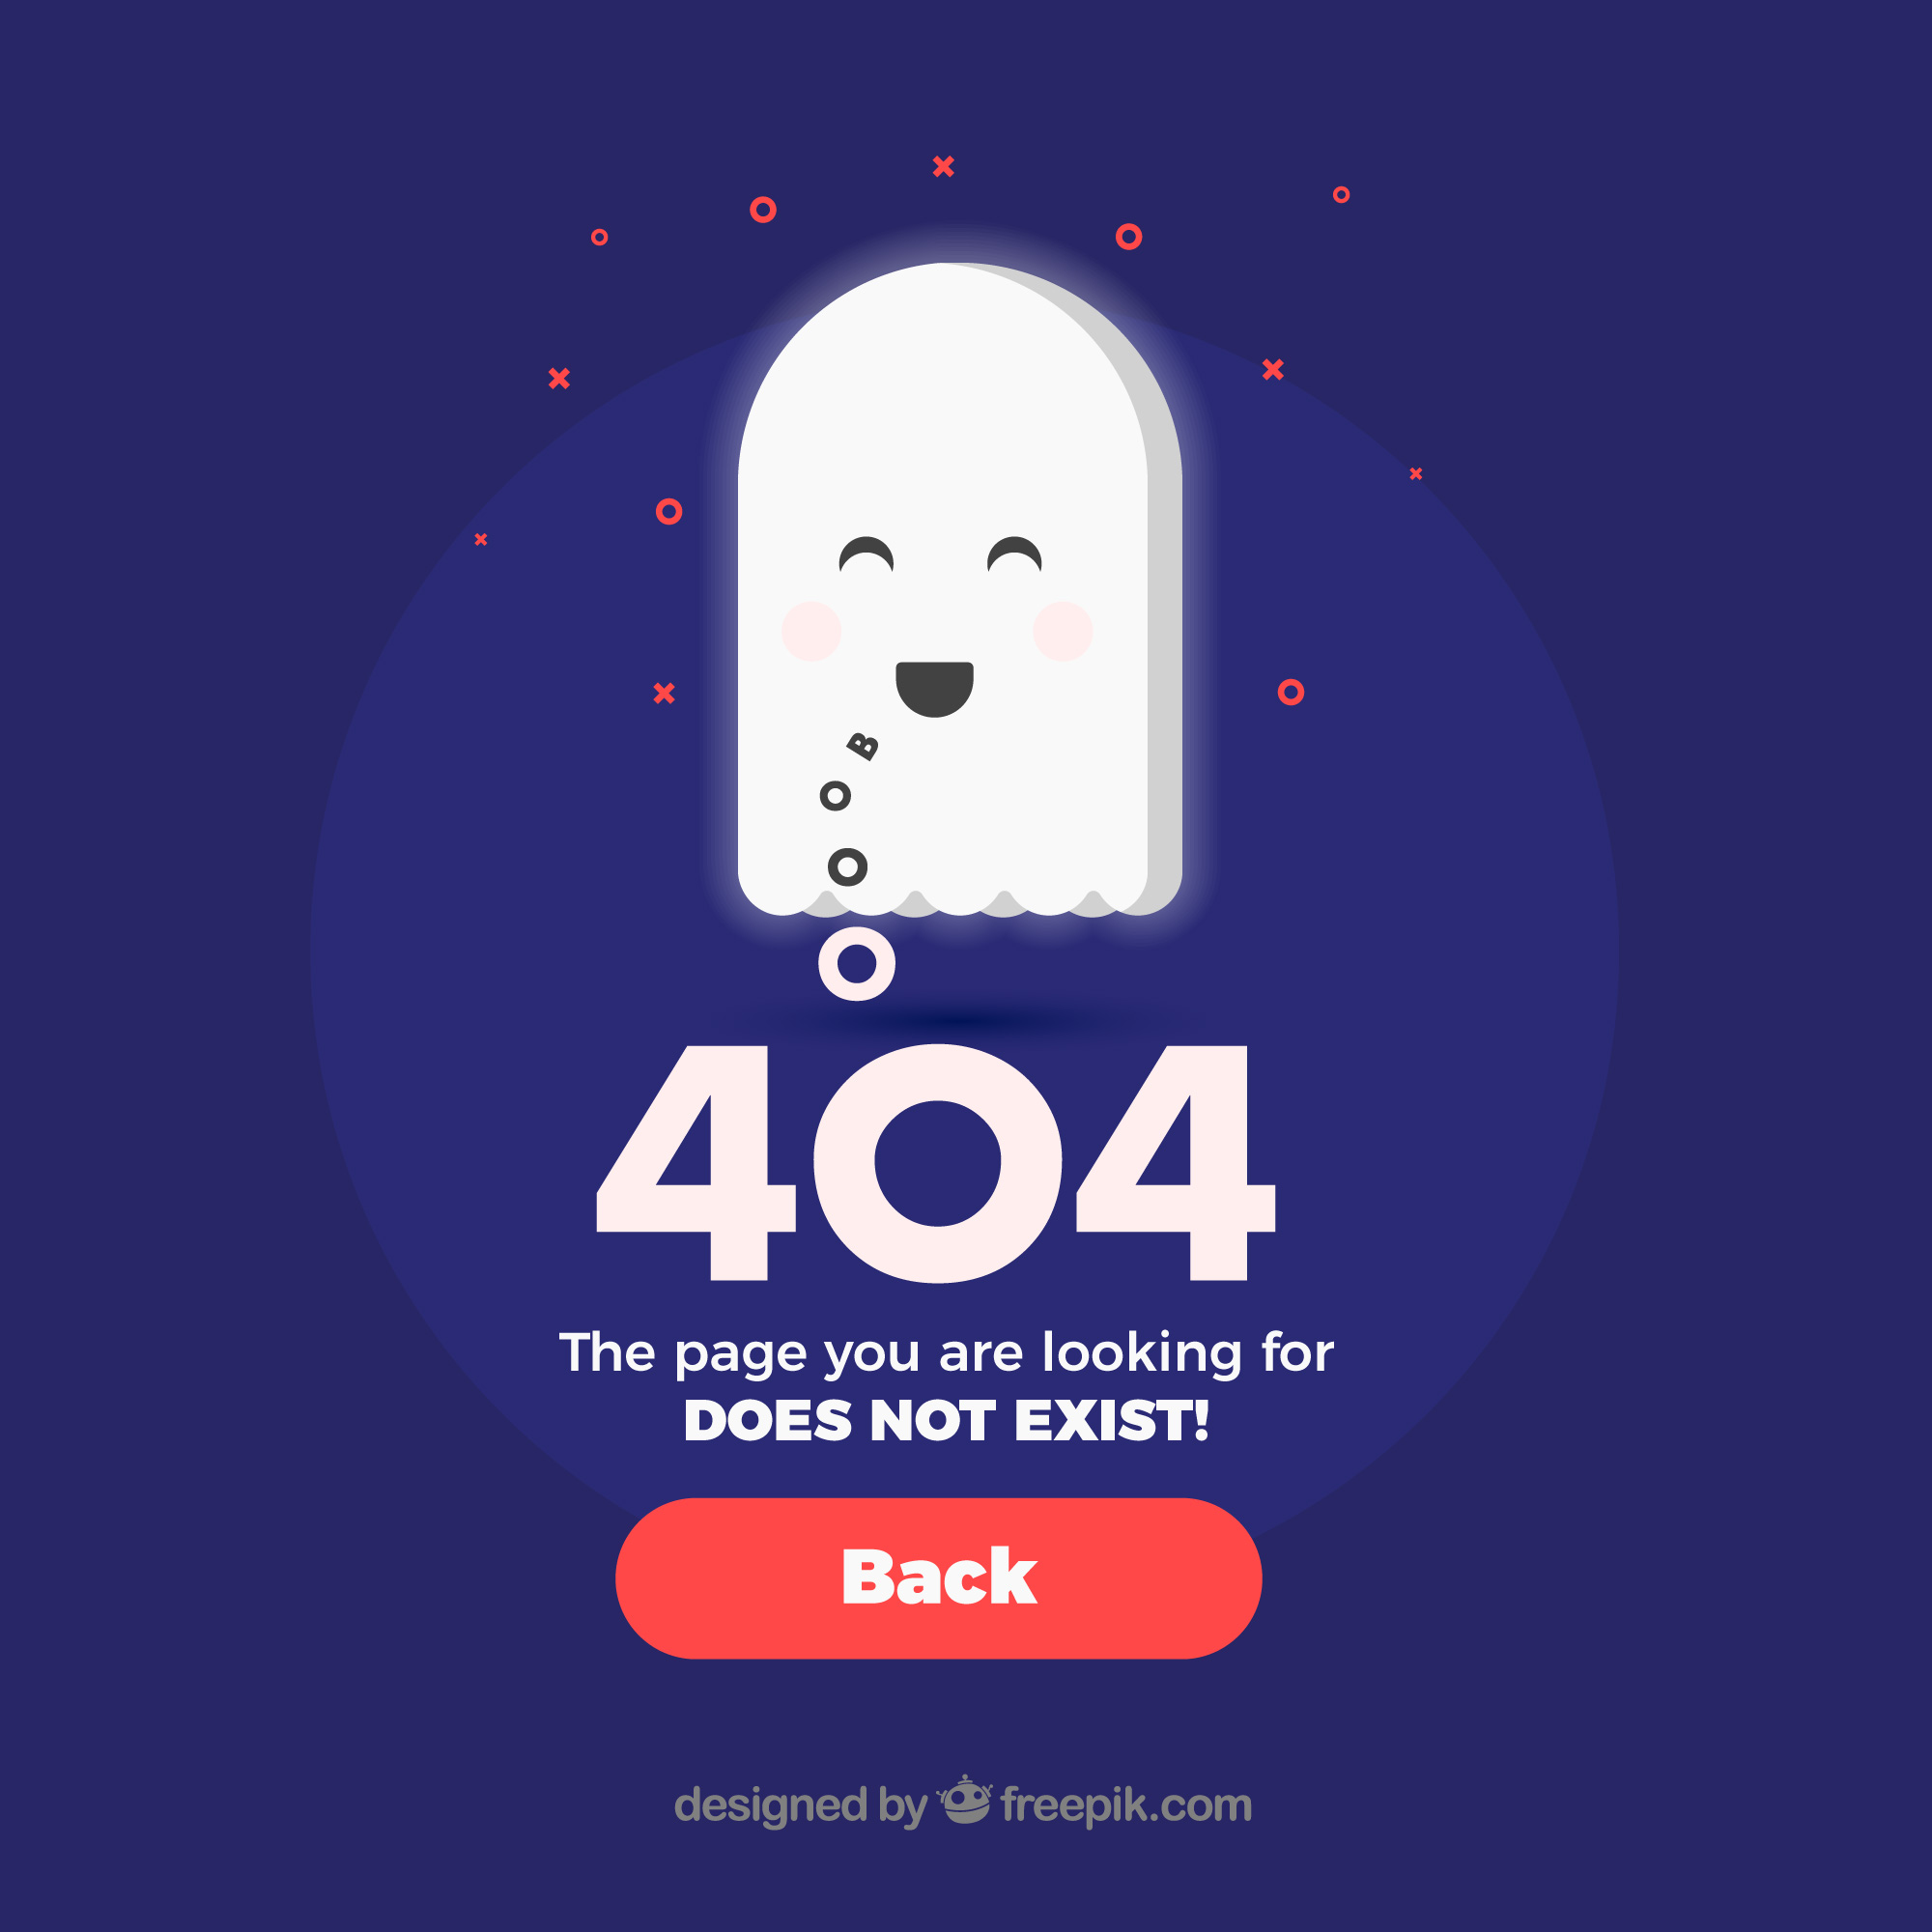 B
O
O
O
404
The page you are looking for
DOES NOT EXIST!
Back
designed by freepik.com